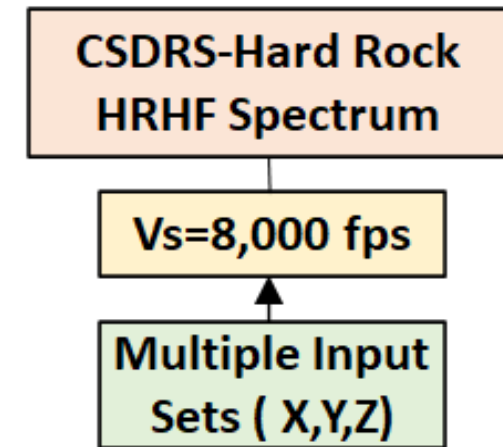 CSDRS-Hard Rock
HRHF Spectrum
Vs=8,000 fps
Multiple Input
Sets ( X,Y,Z)